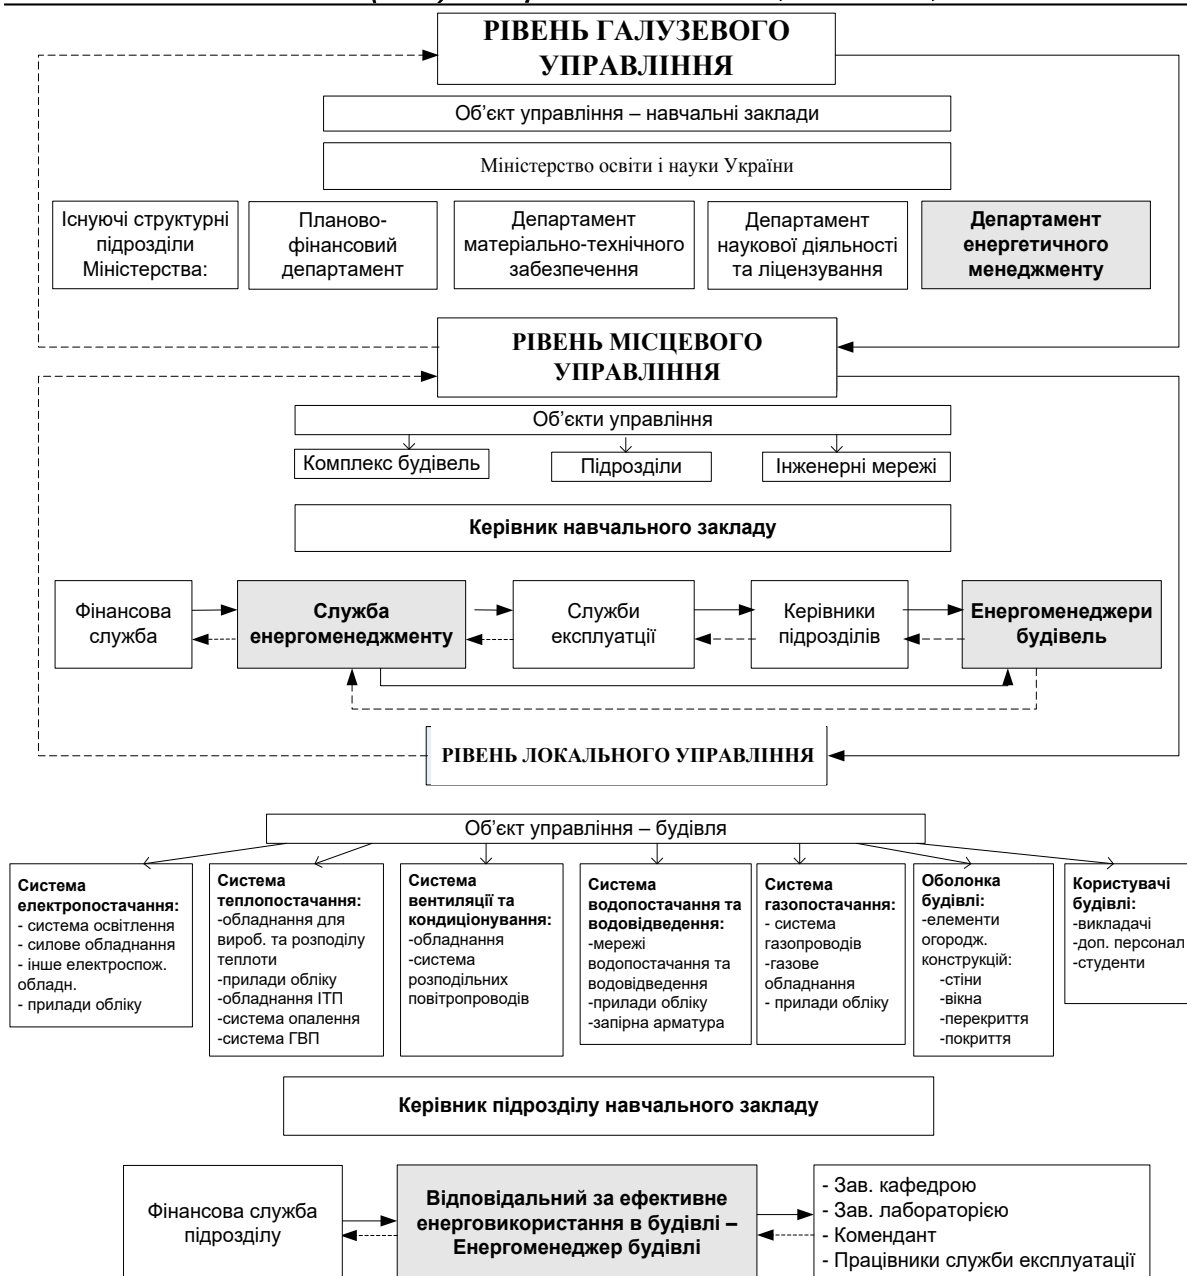 РІВЕНЬ ГАЛУЗЕВОГО
УПРАВЛІННЯ
Об’єкт управління – навчальні заклади
Міністерство освіти і науки України
Існуючі структурні
підрозділи
Міністерства:
Планово-
фінансовий
департамент
Департамент
матеріально-технічного
забезпечення
Департамент
наукової діяльності
та ліцензування
Департамент
енергетичного
менеджменту
РІВЕНЬ МІСЦЕВОГО
УПРАВЛІННЯ
Об’єкти управління
Комплекс будівель
Підрозділи
Інженерні мережі
Керівник навчального закладу
Фінансова
служба
Служба
енергоменеджменту
Служби
експлуатції
Керівники
підрозділів
Енергоменеджери
будівель
РІВЕНЬ ЛОКАЛЬНОГО УПРАВЛІННЯ
Об’єкт управління – будівля
Система
електропостачання:
- система освітлення
- силове обладнання
- інше електроспож.
обладн.
- прилади обліку
Система
теплопостачання:
-обладнання для
вироб. та розподілу
теплоти
-прилади обліку
-обладнання ІТП
-система опалення
-система ГВП
Система
вентиляції та
кондиціонування:
-обладнання
-система
розподільних
повітропроводів
Система
водопостачання та
водовідведення:
-мережі
водопостачання та
водовідведення
-прилади обліку
-запірна арматура
Система
газопостачання:
- система
газопроводів
-газове
обладнання
- прилади обліку
Оболонка
будівлі:
-елементи
огородж.
конструкцій:
-стіни
-вікна
-перекриття
-покриття
Користувачі
будівлі:
-викладачі
-доп. персонал
-студенти
Керівник підрозділу навчального закладу
Фінансова служба
підрозділу
Відповідальний за ефективне
енерговикористання в будівлі –
Енергоменеджер будівлі
- Зав. кафедрою
- Зав. лабораторією
- Комендант
- Працівники служби експлуатації